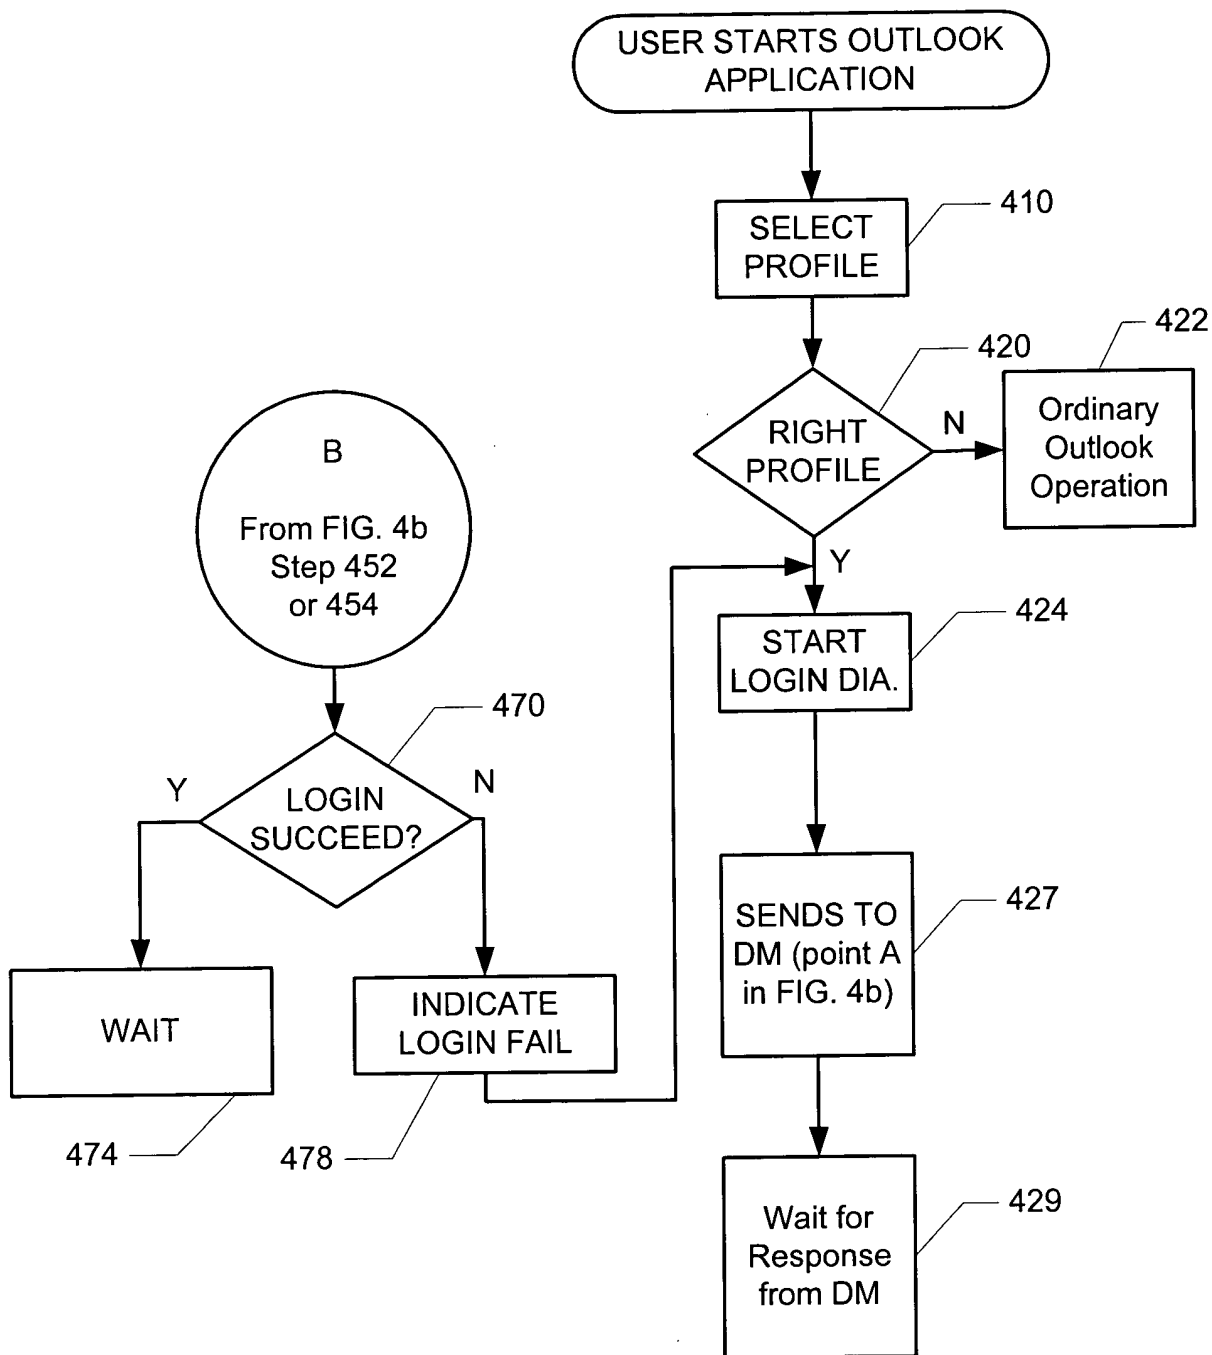 USER STARTS OUTLOOK
APPLICATION
410
SELECT
PROFILE
422
420
Ordinary
Outlook
Operation
N
RIGHT
PROFILE
Y
B
From FIG. 4b
Step 452
or 454
424
START
LOGIN DIA.
470
Y
N
LOGIN
SUCCEED?
427
SENDS TO
DM (point A
in FIG. 4b)
WAIT
INDICATE
LOGIN FAIL
474
478
429
Wait for
Response
from DM